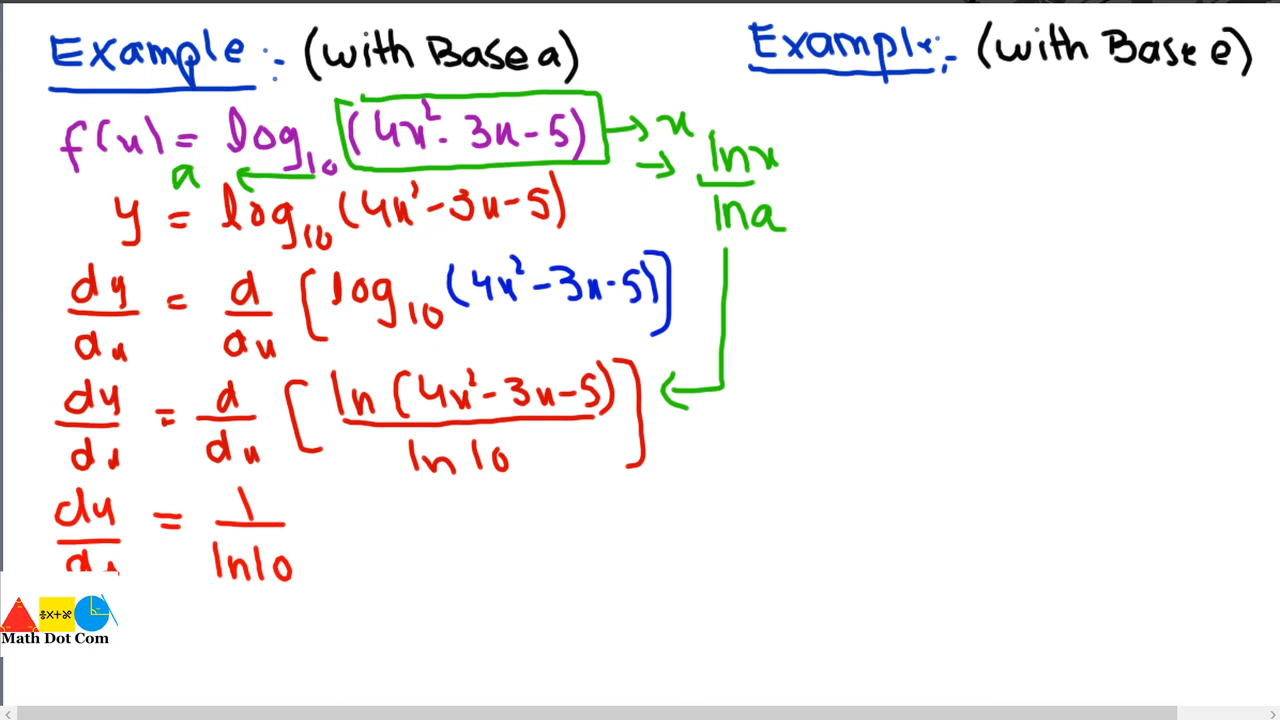 Example :- (with Base a)
f(x) = log₁₀ (4x² - 3x - 5) → x
a ← → ln x / ln a
y = log₁₀ (4x² - 3x - 5)
dy/dx = d/dx [log₁₀ (4x² - 3x - 5)]
dy/dx = d/dx [ln (4x² - 3x - 5) / ln 10]
dy/dx = 1 / ln 10
Example :- (with Base e)
÷x+
Math Dot Com